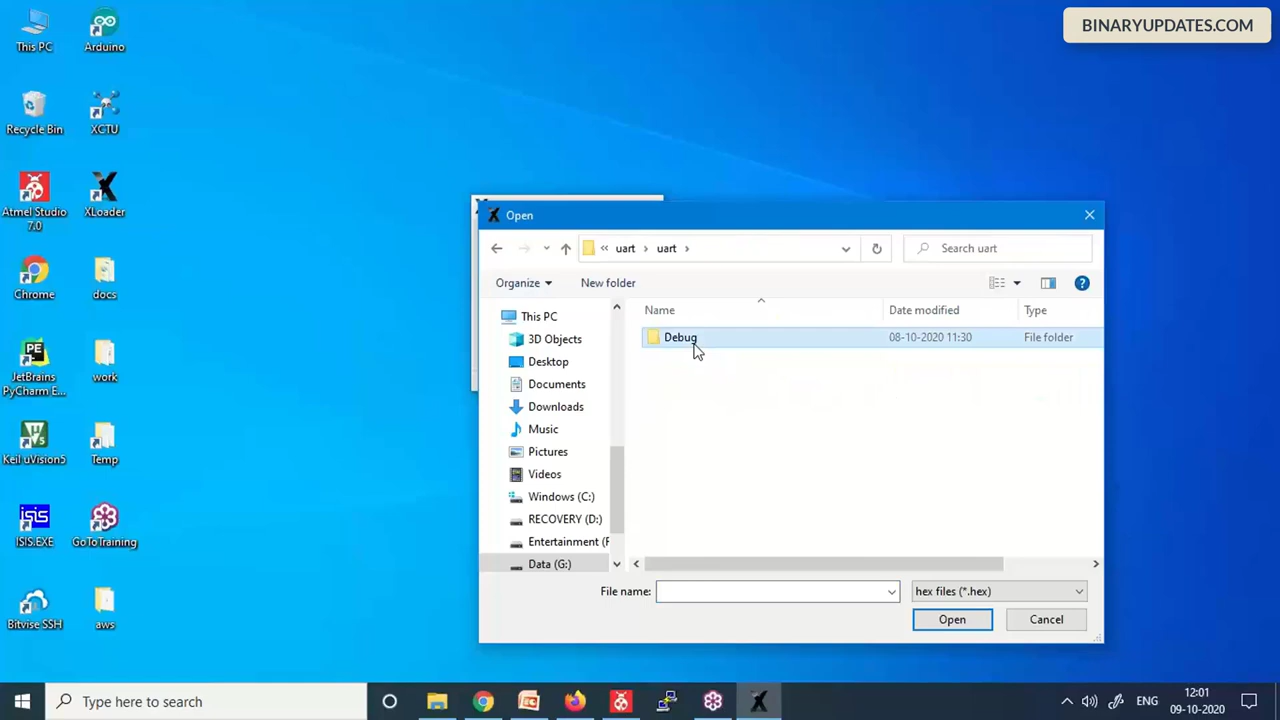 BINARYUPDATES.COM
This PC
Arduino
Recycle Bin
XCTU
Atmel Studio
7.0
XLoader
Chrome
docs
JetBrains
PyCharm E...
work
Keil uVision5
Temp
ISIS.EXE
GoToTraining
Bitvise SSH
aws
Open
« uart › uart ›
Search uart
Organize
New folder
Name
Date modified
Type
This PC
3D Objects
Desktop
Documents
Downloads
Music
Pictures
Videos
Windows (C:)
RECOVERY (D:)
Entertainment (F
Data (G:)
Debug
08-10-2020 11:30
File folder
File name:
hex files (*.hex)
Open
Cancel
Type here to search
ENG
12:01
09-10-2020